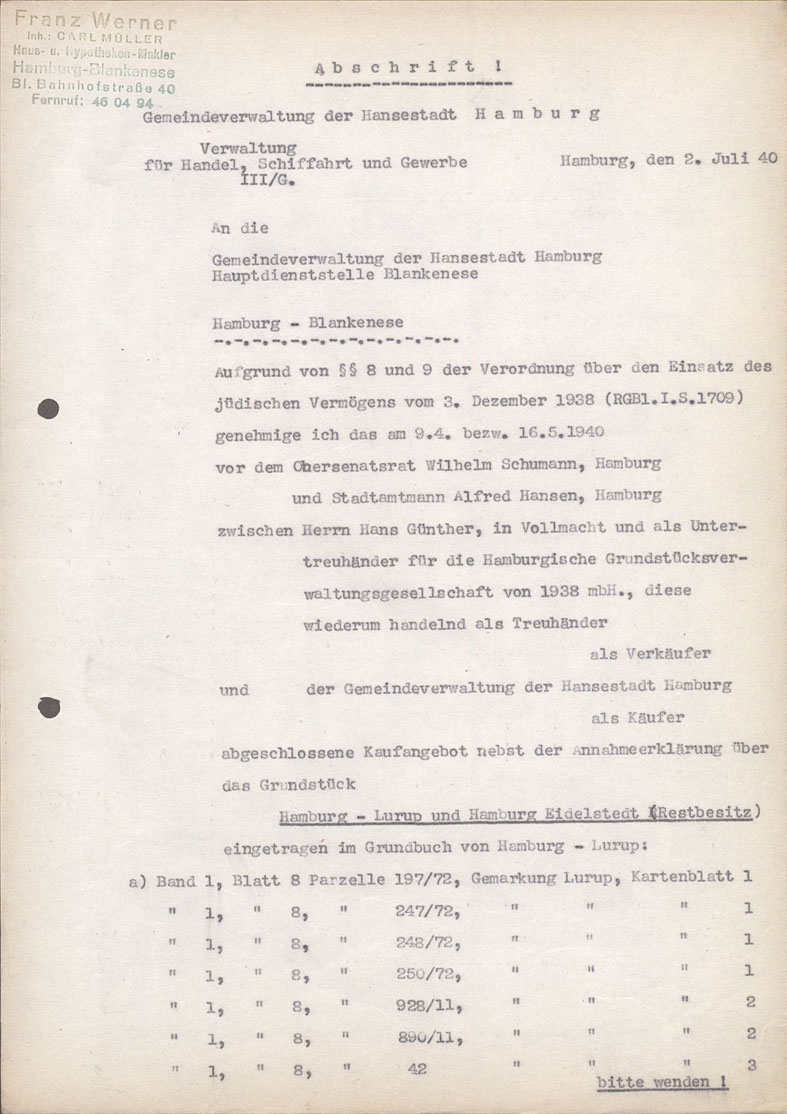 Franz Werner
Inh.: CARL MÜLLER
Haus- u. Hypotheken-Makler
Hamburg-Blankenese
Bl. Bahnhofstraße 40
Fernruf: 46 04 94
A b s c h r i f t !
Gemeindeverwaltung der Hansestadt H a m b u r g
Verwaltung
für Handel, Schiffahrt und Gewerbe Hamburg, den 2. Juli 40
III/G.
An die
Gemeindeverwaltung der Hansestadt Hamburg
Hauptdienststelle Blankenese
Hamburg - Blankenese
-.-.-.-.-.-.-.-.-.-.-.-.-.-.-.
Aufgrund von §§ 8 und 9 der Verordnung über den Einsatz des
jüdischen Vermögens vom 3. Dezember 1938 (RGBl.I.S.1709)
genehmige ich das am 9.4. bezw. 16.5.1940
vor dem Obersenatsrat Wilhelm Schumann, Hamburg
und Stadtamtmann Alfred Hansen, Hamburg
zwischen Herrn Hans Günther, in Vollmacht und als Unter-
treuhänder für die Hamburgische Grundstücksver-
waltungsgesellschaft von 1938 mbH., diese
wiederum handelnd als Treuhänder
als Verkäufer
und der Gemeindeverwaltung der Hansestadt Hamburg
als Käufer
abgeschlossene Kaufangebot nebst der Annahmeerklärung über
das Grundstück
Hamburg - Lurup und Hamburg Eidelstedt (Restbesitz)
eingetragen im Grundbuch von Hamburg - Lurup:
a) Band 1, Blatt 8 Parzelle 197/72, Gemarkung Lurup, Kartenblatt 1
" 1, " 8, " 247/72, " " " 1
" 1, " 8, " 248/72, " " " 1
" 1, " 8, " 250/72, " " " 1
" 1, " 8, " 928/11, " " " 2
" 1, " 8, " 890/11, " " " 2
" 1, " 8, " 42 " " " 3
bitte wenden !